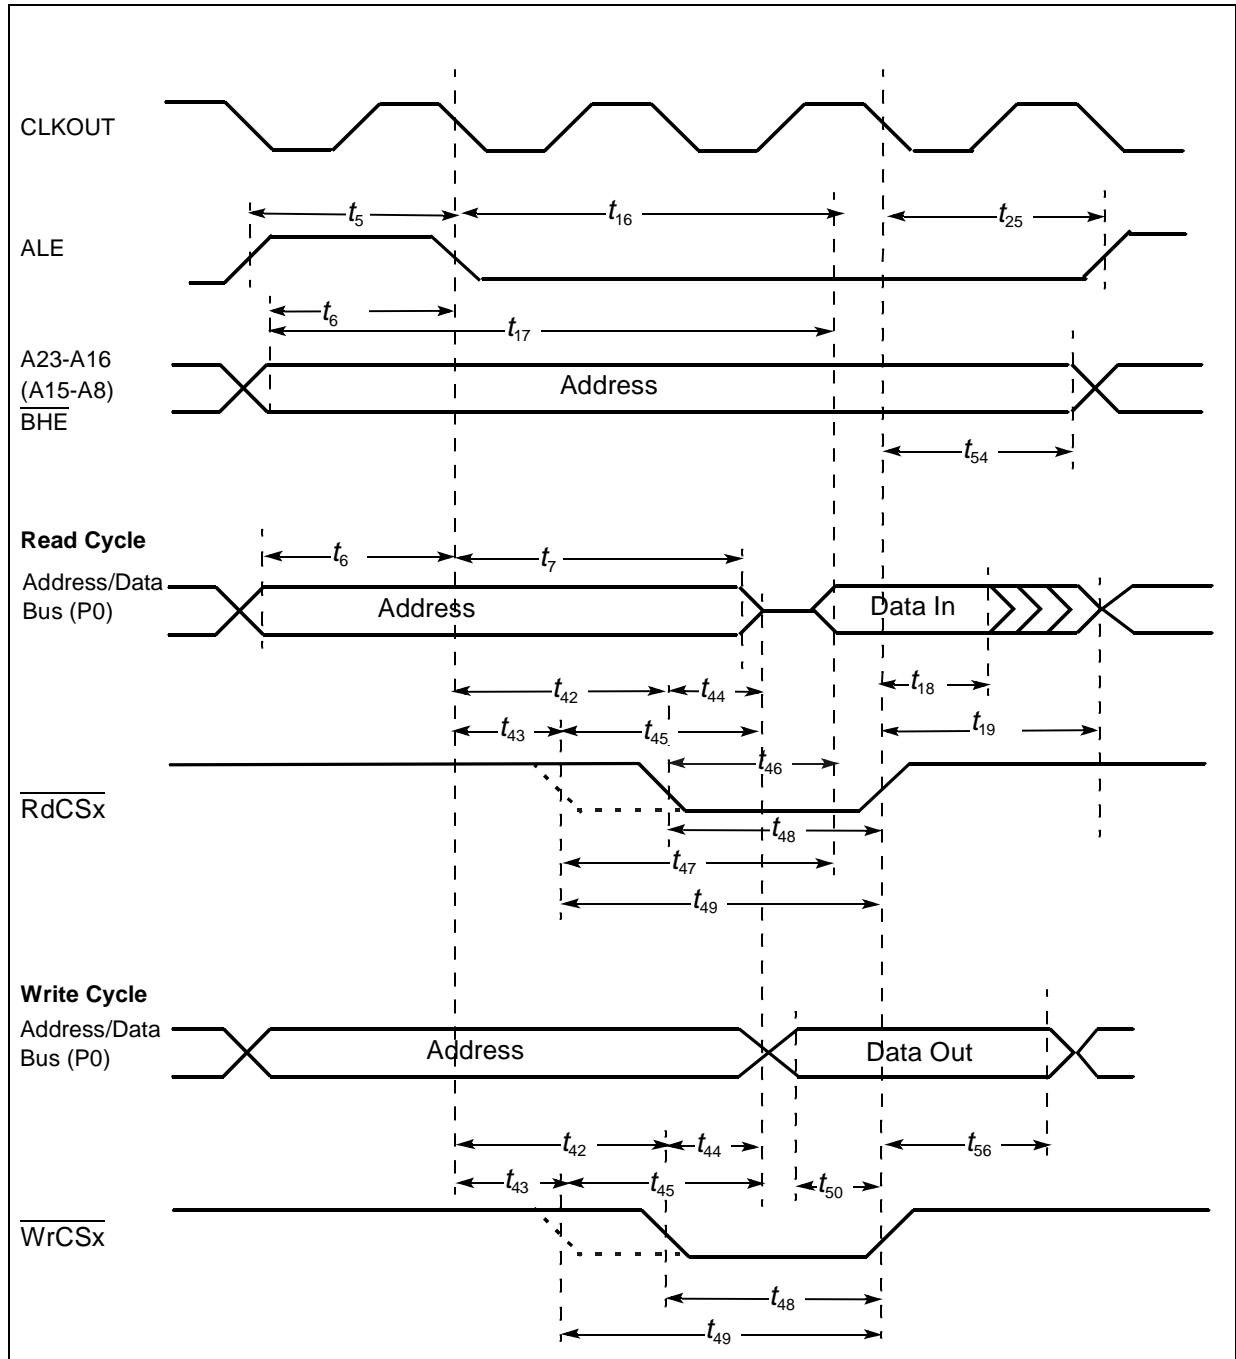 CLKOUT
t5
t16
t25
ALE
t6
t17
A23-A16
(A15-A8)
BHE
Address
t54
Read Cycle
t6
t7
Address/Data
Bus (P0)
Address
Data In
t42
t44
t18
t43
t45
t19
t46
RdCSx
t48
t47
t49
Write Cycle
Address/Data
Bus (P0)
Address
Data Out
t42
t44
t56
t43
t45
t50
WrCSx
t48
t49